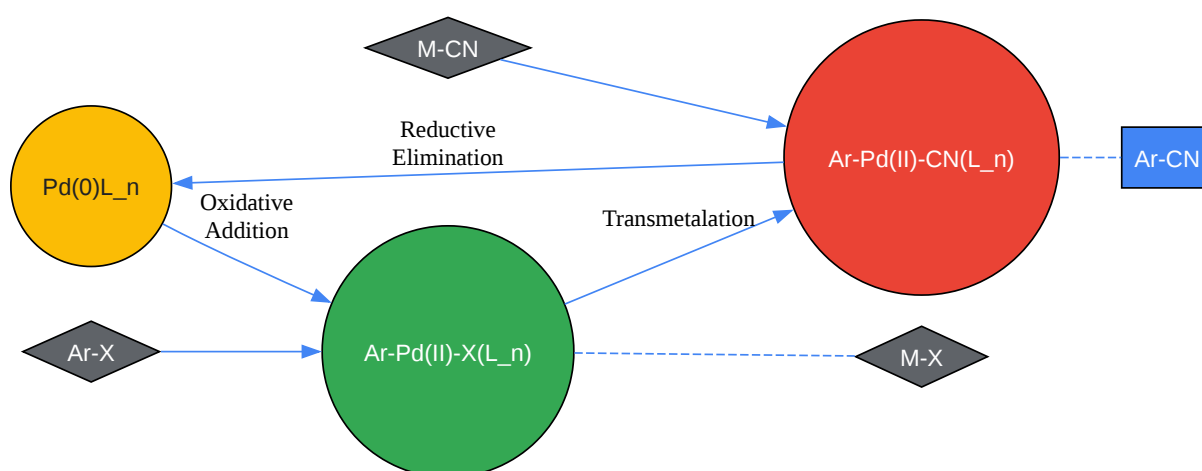 M-CN
Reductive
Elimination
Ar-Pd(II)-CN(L_n)
Ar-CN
Pd(0)L_n
Oxidative
Addition
Transmetalation
Ar-X
Ar-Pd(II)-X(L_n)
M-X